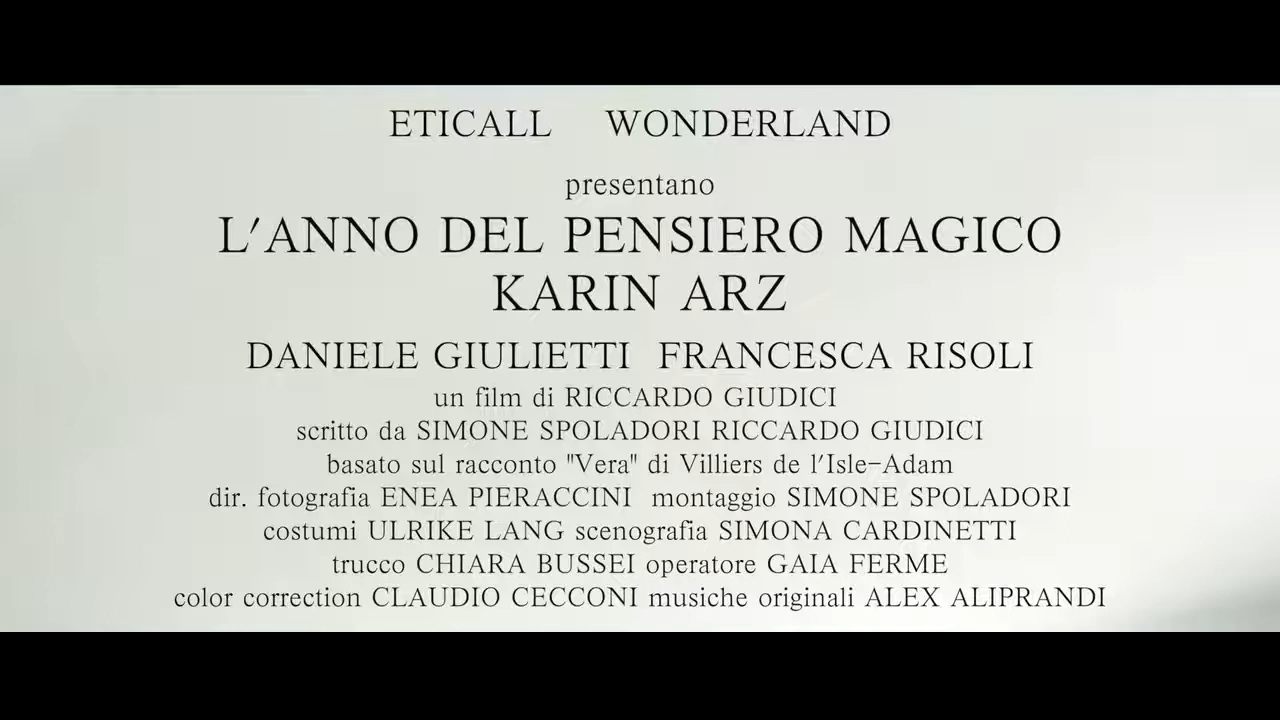 ETICALL WONDERLAND
presentano
L'ANNO DEL PENSIERO MAGICO
KARIN ARZ
DANIELE GIULIETTI FRANCESCA RISOLI
un film di RICCARDO GIUDICI
scritto da SIMONE SPOLADORI RICCARDO GIUDICI
basato sul racconto "Vera" di Villiers de l'Isle-Adam
dir. fotografia ENEA PIERACCINI montaggio SIMONE SPOLADORI
costumi ULRIKE LANG scenografia SIMONA CARDINETTI
trucco CHIARA BUSSEI operatore GAIA FERME
color correction CLAUDIO CECCONI musiche originali ALEX ALIPRANDI